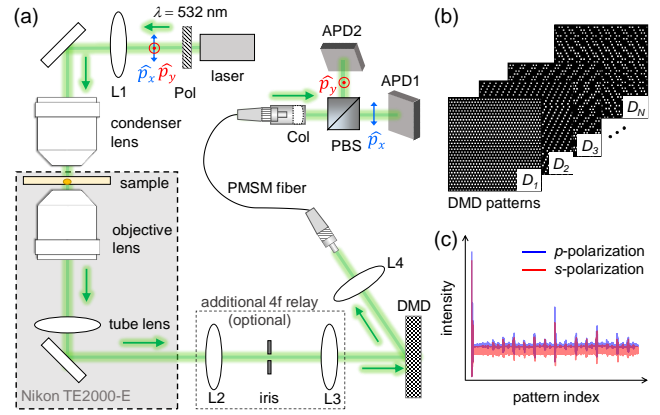 (a)
λ = 532 nm
p̂x p̂y
L1
Pol
laser
condenser
lens
sample
objective
lens
tube lens
Nikon TE2000-E
APD2
p̂y
APD1
Col
PBS
p̂x
PMSM fiber
L4
DMD
additional 4f relay
(optional)
L2
iris
L3
(b)
D1
D2
D3
DN
DMD patterns
(c)
p-polarization
s-polarization
intensity
pattern index